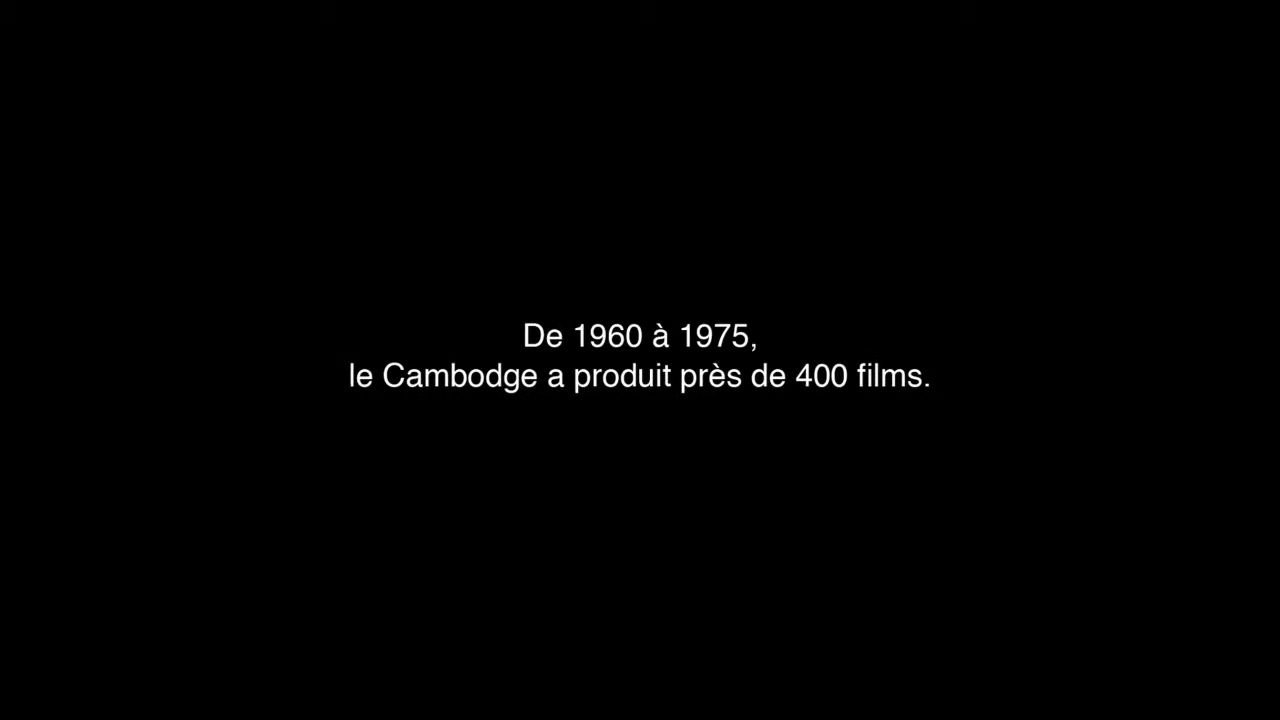 De 1960 à 1975,
le Cambodge a produit près de 400 films.